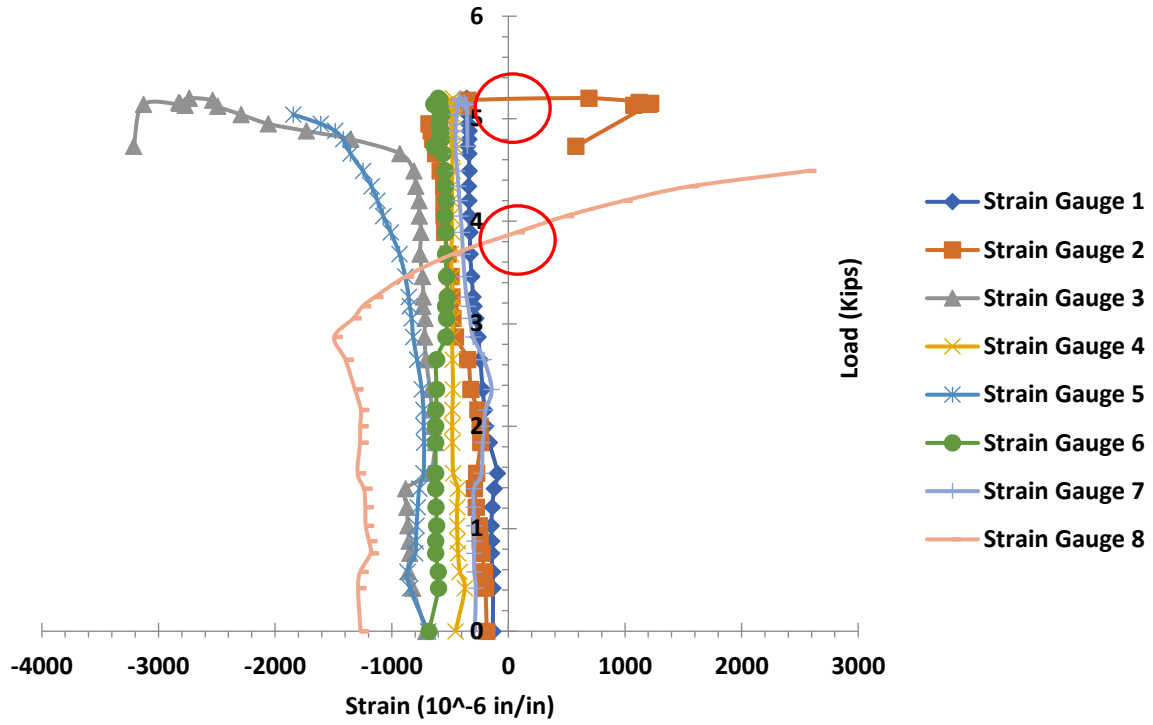 6
5
4
3
2
1
0
-4000 -3000 -2000 -1000 0 1000 2000 3000
Strain (10^-6 in/in)
Load (Kips)
Strain Gauge 1
Strain Gauge 2
Strain Gauge 3
Strain Gauge 4
Strain Gauge 5
Strain Gauge 6
Strain Gauge 7
Strain Gauge 8